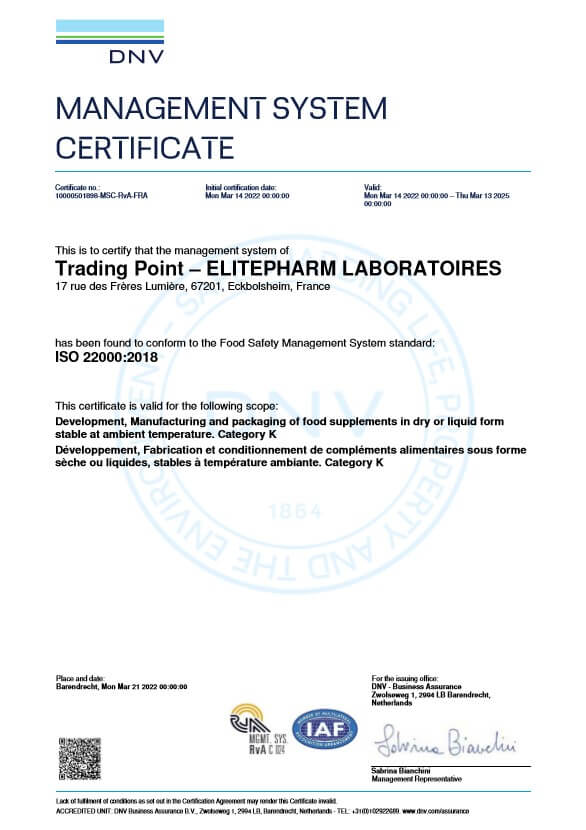 DNV
MANAGEMENT SYSTEM
CERTIFICATE
Certificate no.:
10000501898-MSC-RvA-FRA
Initial certification date:
Mon Mar 14 2022 00:00:00
Valid:
Mon Mar 14 2022 00:00:00 – Thu Mar 13 2025
00:00:00
This is to certify that the management system of
Trading Point – ELITEPHARM LABORATOIRES
17 rue des Frères Lumière, 67201, Eckbolsheim, France
has been found to conform to the Food Safety Management System standard:
ISO 22000:2018
This certificate is valid for the following scope:
Development, Manufacturing and packaging of food supplements in dry or liquid form
stable at ambient temperature. Category K
Développement, Fabrication et conditionnement de compléments alimentaires sous forme
sèche ou liquides, stables à température ambiante. Category K
DNV
1864
Place and date:
Barendrecht, Mon Mar 21 2022 00:00:00
For the issuing office:
DNV - Business Assurance
Zwolseweg 1, 2994 LB Barendrecht,
Netherlands
MGMT. SYS.
RvA C 024
IAF
Sabrina Bianchini
Sabrina Bianchini
Management Representative
Lack of fulfilment of conditions as set out in the Certification Agreement may render this Certificate invalid.
ACCREDITED UNIT: DNV Business Assurance B.V., Zwolseweg 1, 2994 LB, Barendrecht, Netherlands - TEL: +31(0)102922689. www.dnv.com/assurance